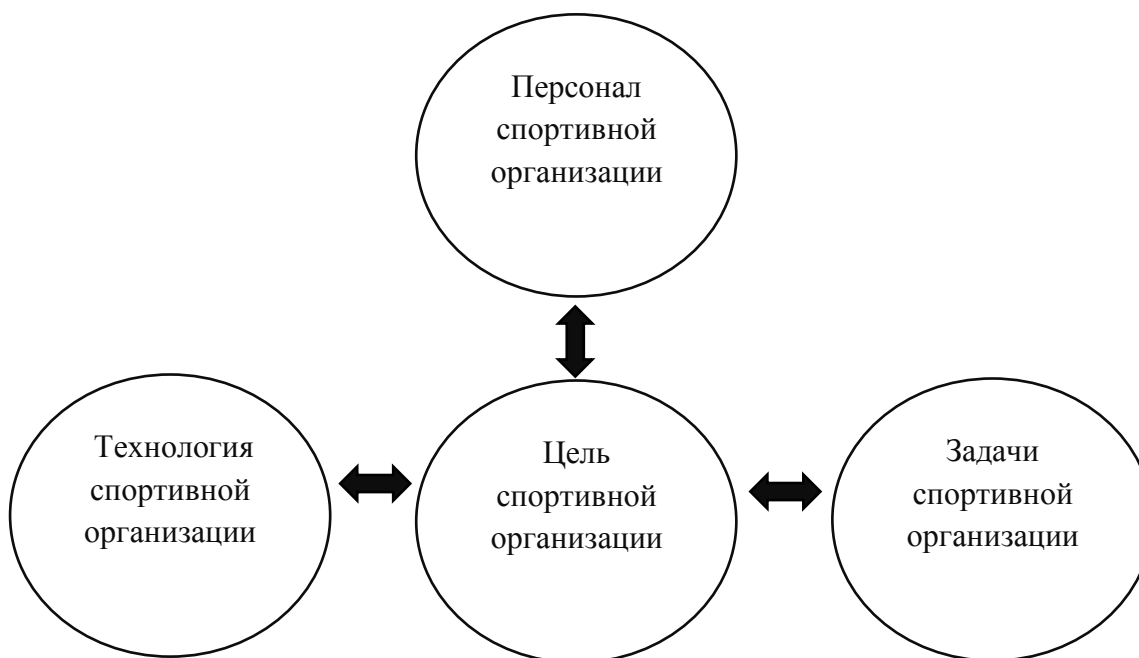 Персонал
спортивной
организации
Технология
спортивной
организации
Цель
спортивной
организации
Задачи
спортивной
организации